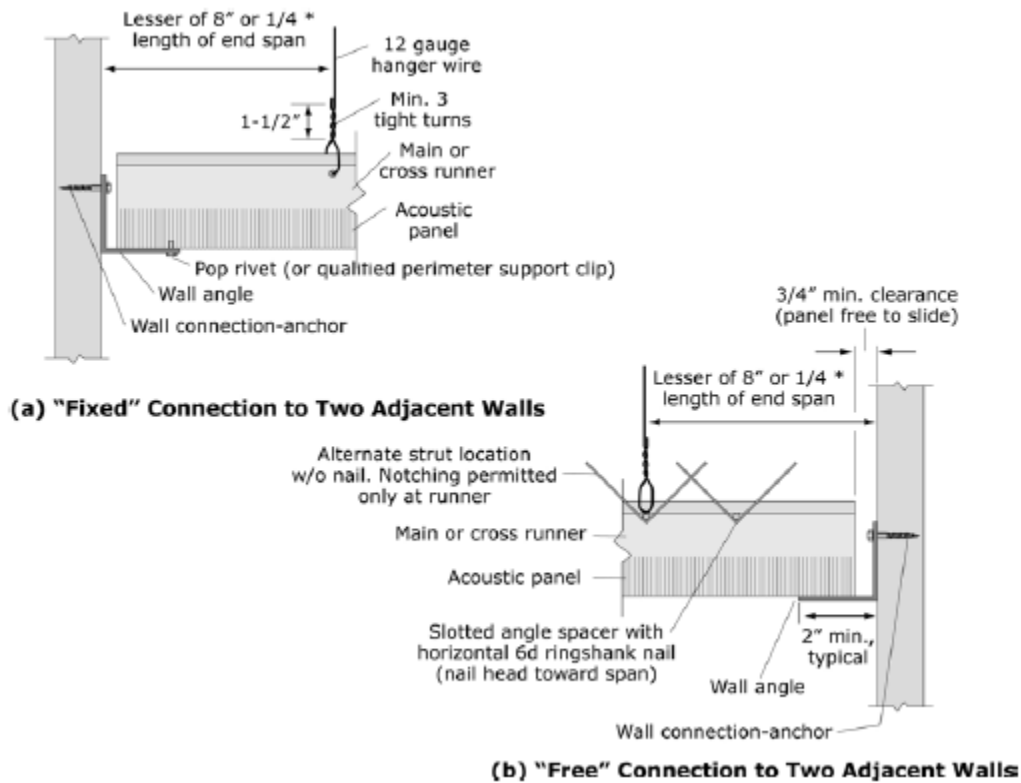 Lesser of 8" or 1/4 *
length of end span
12 gauge
hanger wire
1-1/2"
Min. 3
tight turns
Main or
cross runner
Acoustic
panel
Pop rivet (or qualified perimeter support clip)
Wall angle
Wall connection-anchor
(a) "Fixed" Connection to Two Adjacent Walls
3/4" min. clearance
(panel free to slide)
Lesser of 8" or 1/4 *
length of end span
Alternate strut location
w/o nail. Notching permitted
only at runner
Main or cross runner
Acoustic panel
Slotted angle spacer with
horizontal 6d ringshank nail
(nail head toward span)
2" min.,
typical
Wall angle
Wall connection-anchor
(b) "Free" Connection to Two Adjacent Walls